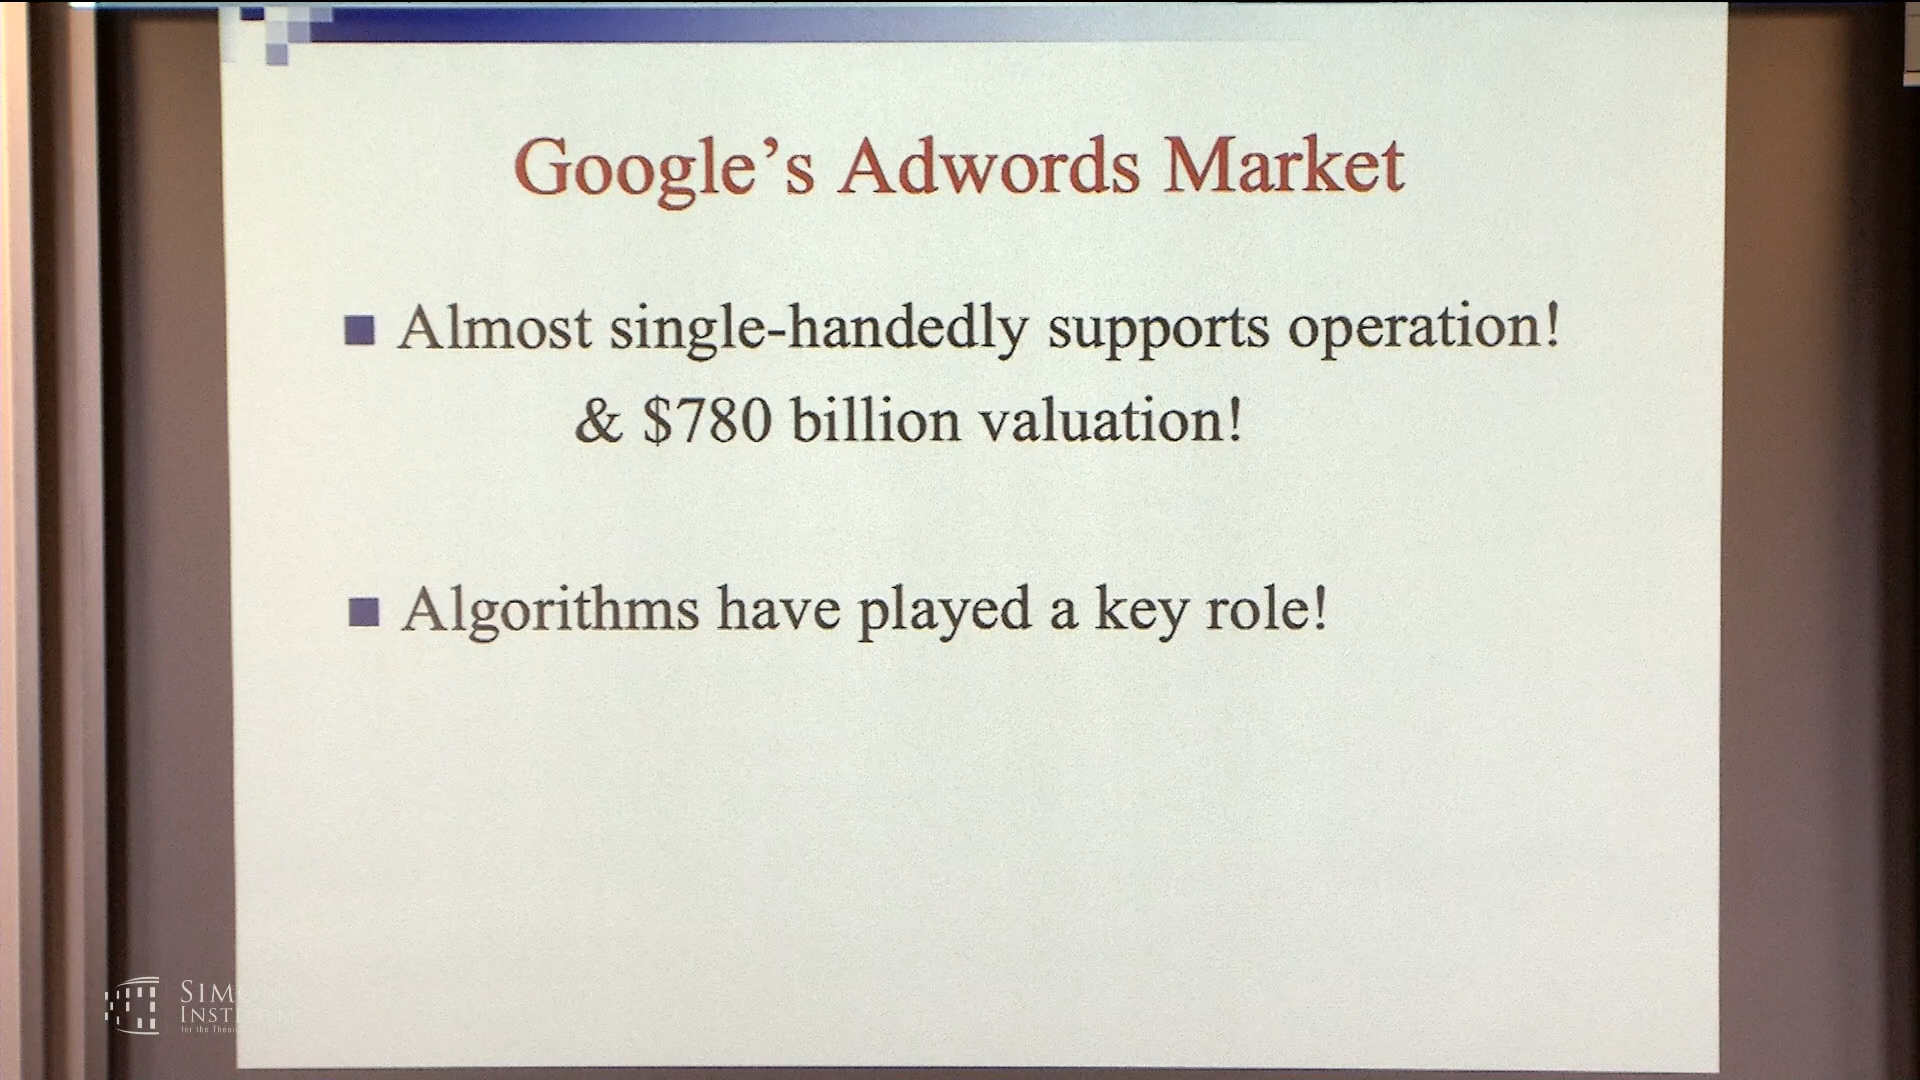 Google's Adwords Market
■ Almost single-handedly supports operation!
& $780 billion valuation!
■ Algorithms have played a key role!